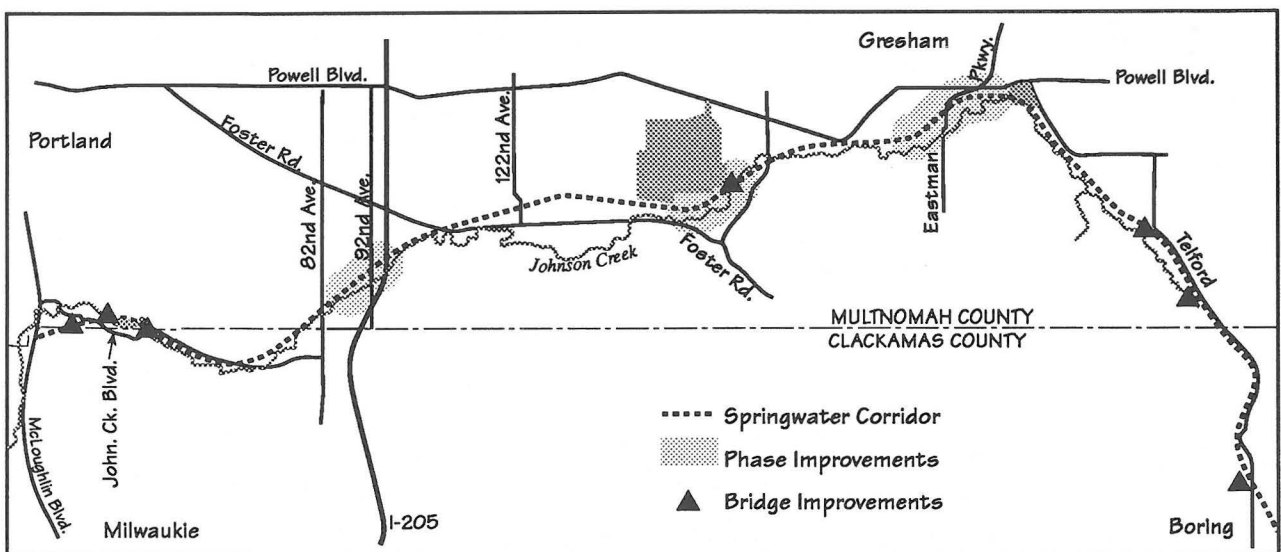 Gresham
Pkwy.
Powell Blvd.
Powell Blvd.
Portland
Foster Rd.
122nd Ave.
82nd Ave.
92nd Ave.
Eastman
Johnson Creek
Foster Rd.
Telford
MULTNOMAH COUNTY
CLACKAMAS COUNTY
McLoughlin Blvd.
John. Ck. Blvd.
Springwater Corridor
Phase Improvements
Bridge Improvements
Milwaukie
I-205
Boring